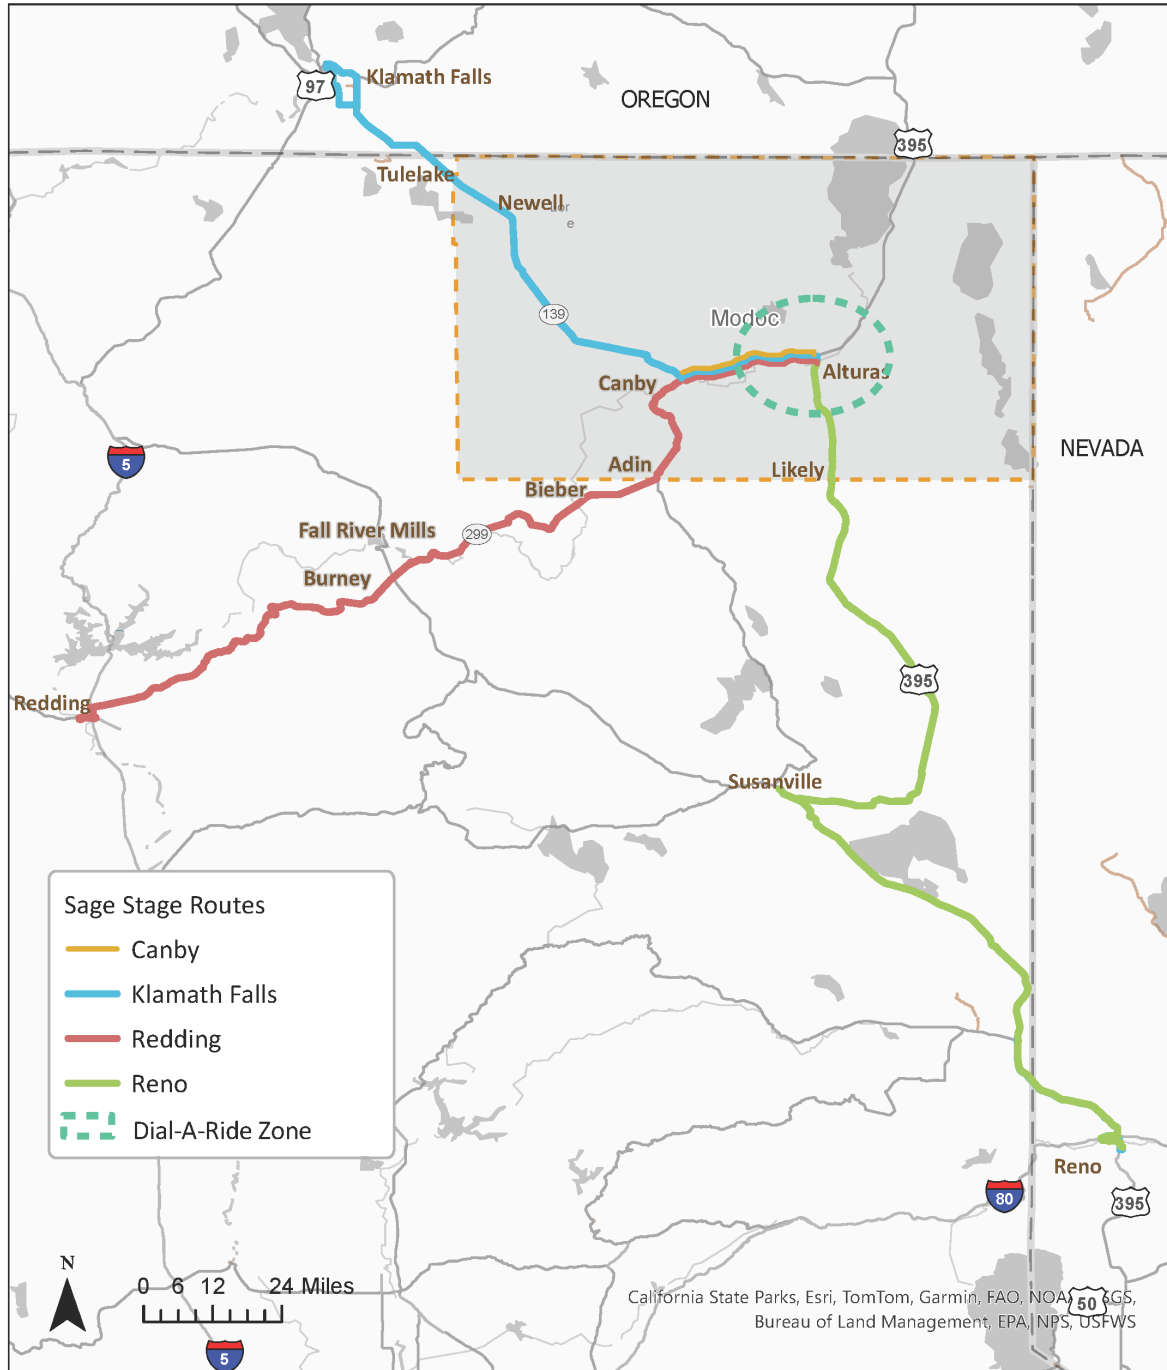 Klamath Falls
97
OREGON
395
Tulelake
Newell
Lor
e
139
Modoc
Canby
Alturas
NEVADA
5
Adin
Likely
Bieber
Fall River Mills
299
Burney
395
Redding
Susanville
Sage Stage Routes
Canby
Klamath Falls
Redding
Reno
Dial-A-Ride Zone
Reno
80
395
N
0 6 12 24 Miles
California State Parks, Esri, TomTom, Garmin, FAO,
50
Bureau of Land Management, EPA, NPS, USFWS
5